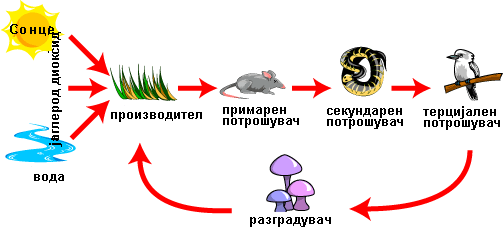 Сонце
јаглерод диоксид
вода
производител
примарен
потрошувач
секундарен
потрошувач
терцијален
потрошувач
разградувач